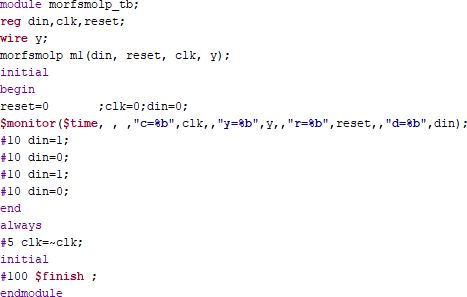 module morfsmolp_tb;
reg din,clk,reset;
wire y;
morfsmolp m1(din, reset, clk, y);
initial
begin
reset=0       ;clk=0;din=0;
$monitor($time, , ,"c=%b",clk,,"y=%b",y,,"r=%b",reset,,"d=%b",din);
#10 din=1;
#10 din=0;
#10 din=1;
#10 din=0;
end
always
#5 clk=~clk;
initial
#100 $finish ;
endmodule